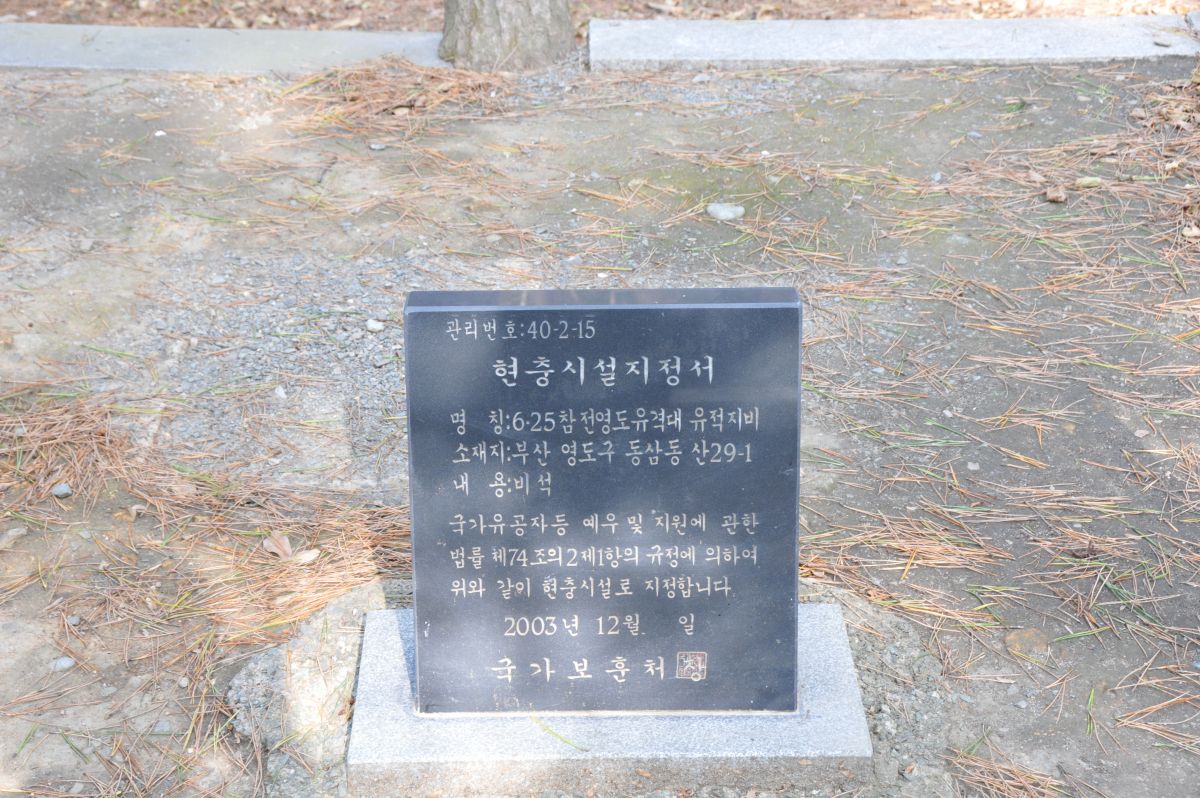 관리번호:40-2-15
현충시설지정서
명 칭:6·25참전영도유격대 유적지비
소재지:부산 영도구 동삼동 산29-1
내 용:비석
국가유공자등 예우및 지원에 관한
법률 제74조의2제1항의 규정에 의하여
위와 같이 현충시설로 지정합니다
2003년 12월 일
국가보훈처장